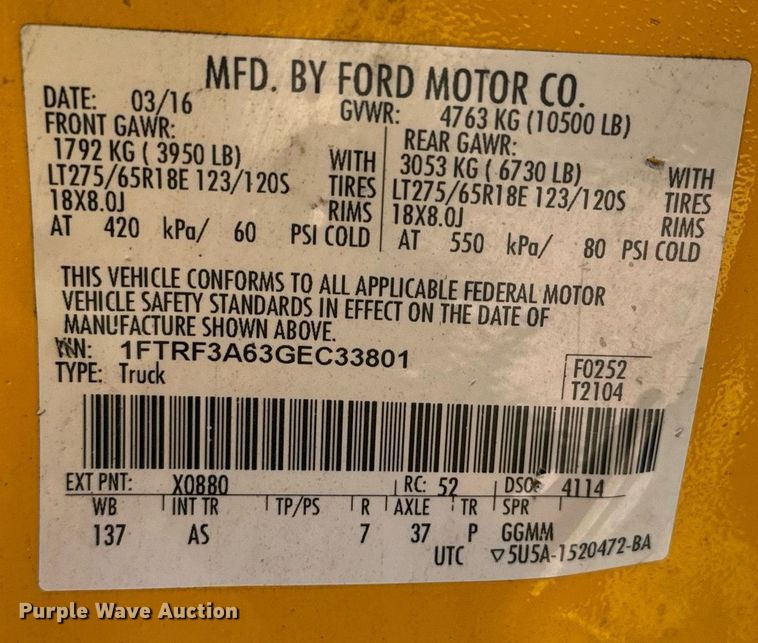 MFD. BY FORD MOTOR CO.
DATE: 03/16 GVWR: 4763 KG (10500 LB)
FRONT GAWR: REAR GAWR:
1792 KG ( 3950 LB) WITH 3053 KG ( 6730 LB) WITH
LT275/65R18E 123/120S TIRES LT275/65R18E 123/120S TIRES
18X8.0J RIMS 18X8.0J RIMS
AT 420 kPa/ 60 PSI COLD AT 550 kPa/ 80 PSI COLD
THIS VEHICLE CONFORMS TO ALL APPLICABLE FEDERAL MOTOR
VEHICLE SAFETY STANDARDS IN EFFECT ON THE DATE OF
MANUFACTURE SHOWN ABOVE.
VIN: 1FTRF3A63GEC33801
TYPE: Truck
F0252
T2104
EXT PNT: X0880 RC: 52 DSO: 4114
WB INT TR TP/PS R AXLE TR SPR
137 AS 7 37 P GGMM
UTC ▽5U5A-1520472-BA
Purple Wave Auction